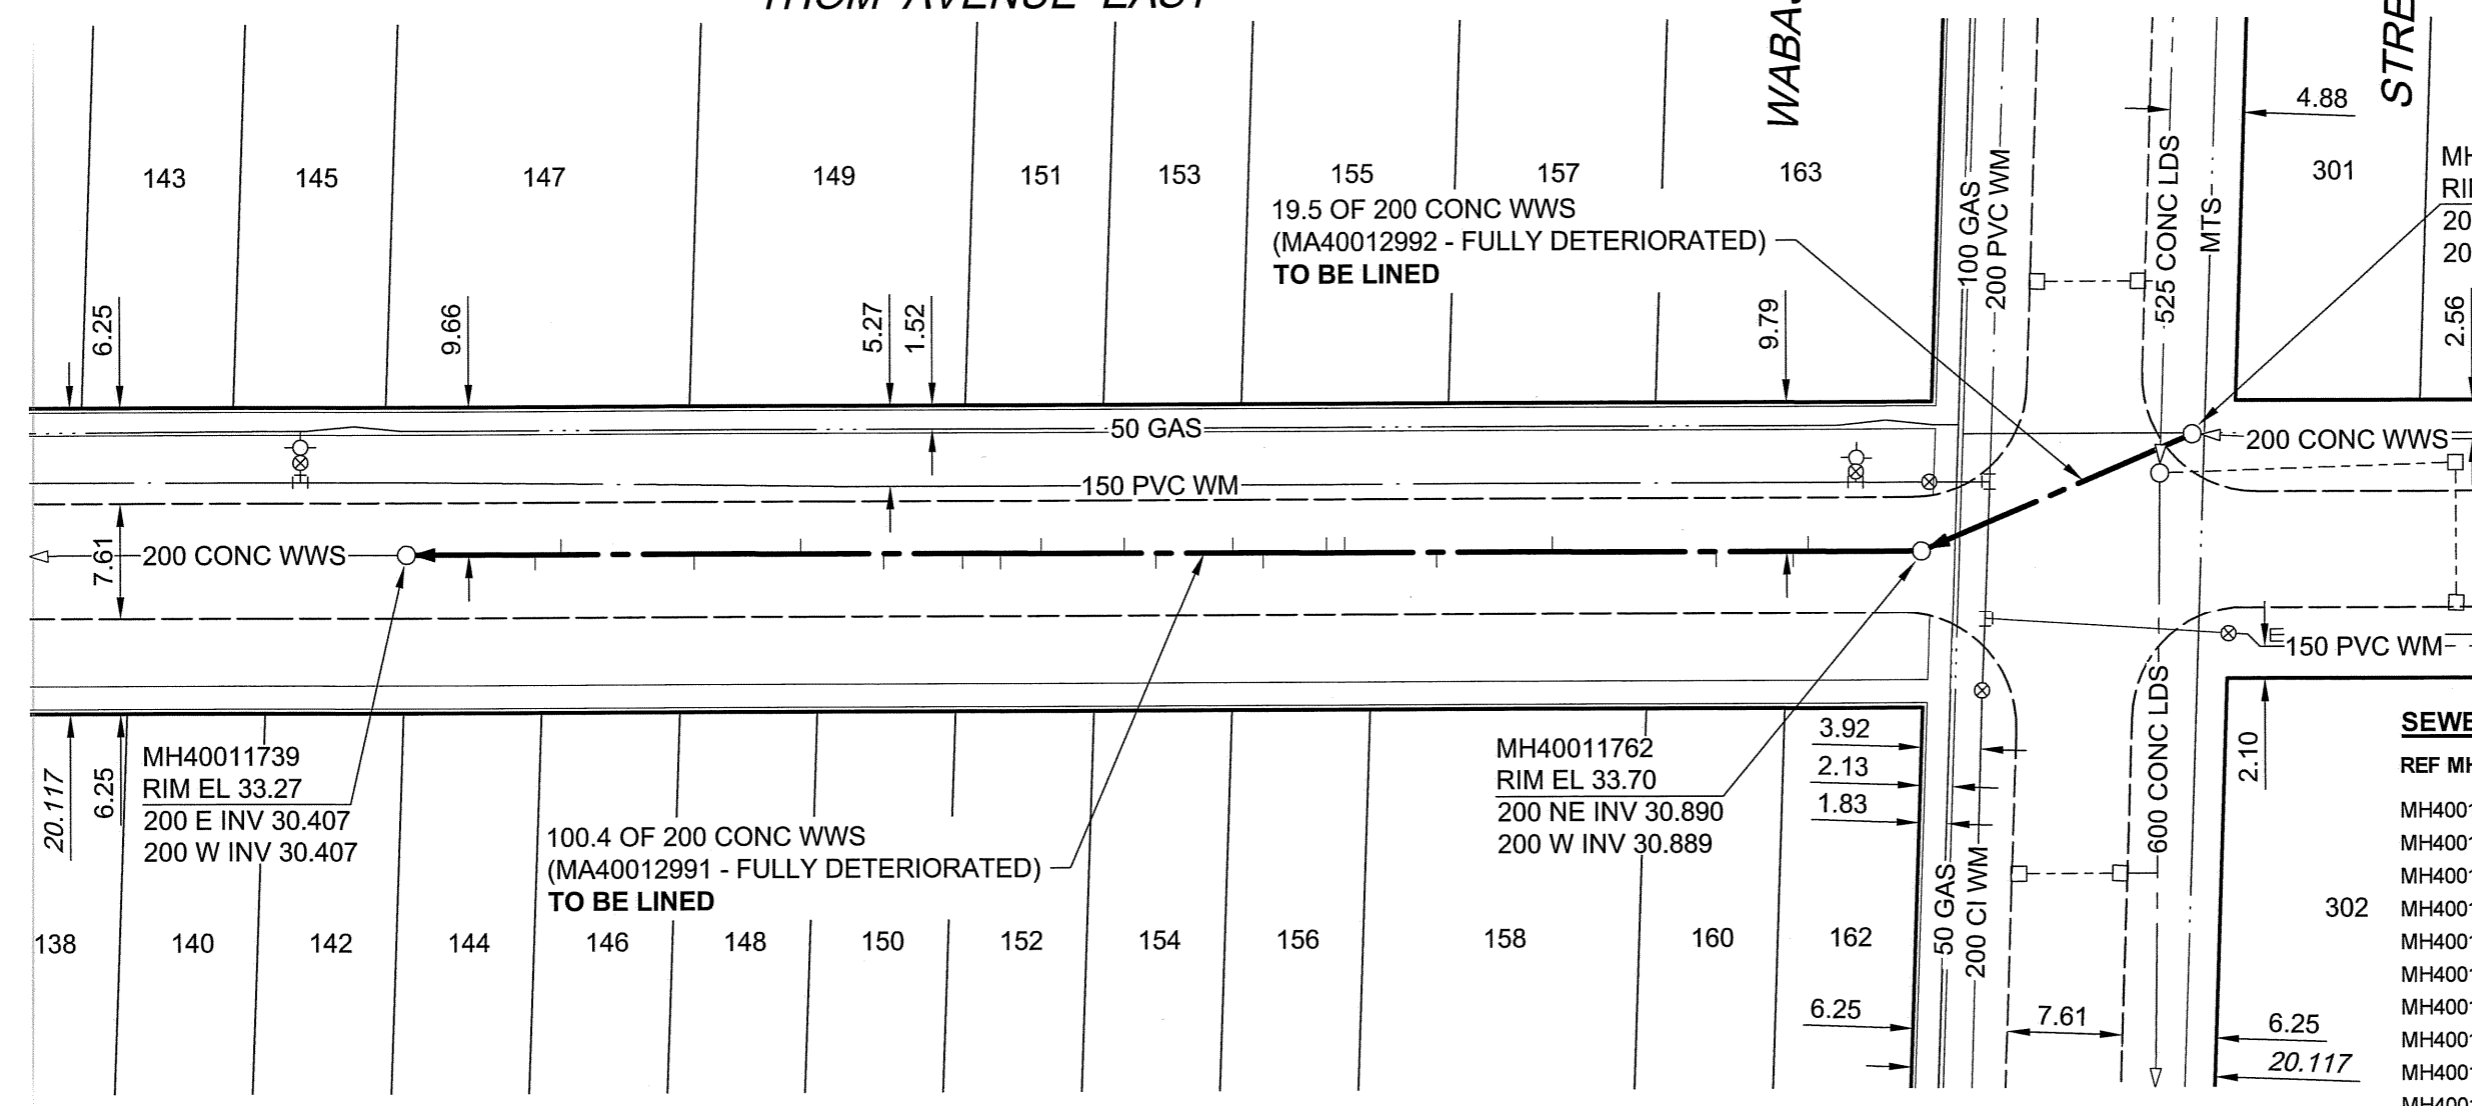 THOM AVENUE EAST
4.88
143
145
147
149
151
153
155
157
163
301
19.5 OF 200 CONC WWS
(MA40012992 - FULLY DETERIORATED)
TO BE LINED
100 GAS
200 PVC WM
525 CONC LDS
MTS
6.25
9.66
5.27
1.52
9.79
2.56
50 GAS
200 CONC WWS
150 PVC WM
7.61
200 CONC WWS
150 PVC WM
MH40011739
RIM EL 33.27
200 E INV 30.407
200 W INV 30.407
20.117
6.25
100.4 OF 200 CONC WWS
(MA40012991 - FULLY DETERIORATED)
TO BE LINED
MH40011762
RIM EL 33.70
200 NE INV 30.890
200 W INV 30.889
3.92
2.13
1.83
600 CONC LDS
2.10
REF
50 GAS
200 CI WM
302
138
140
142
144
146
148
150
152
154
156
158
160
162
6.25
7.61
6.25
20.117